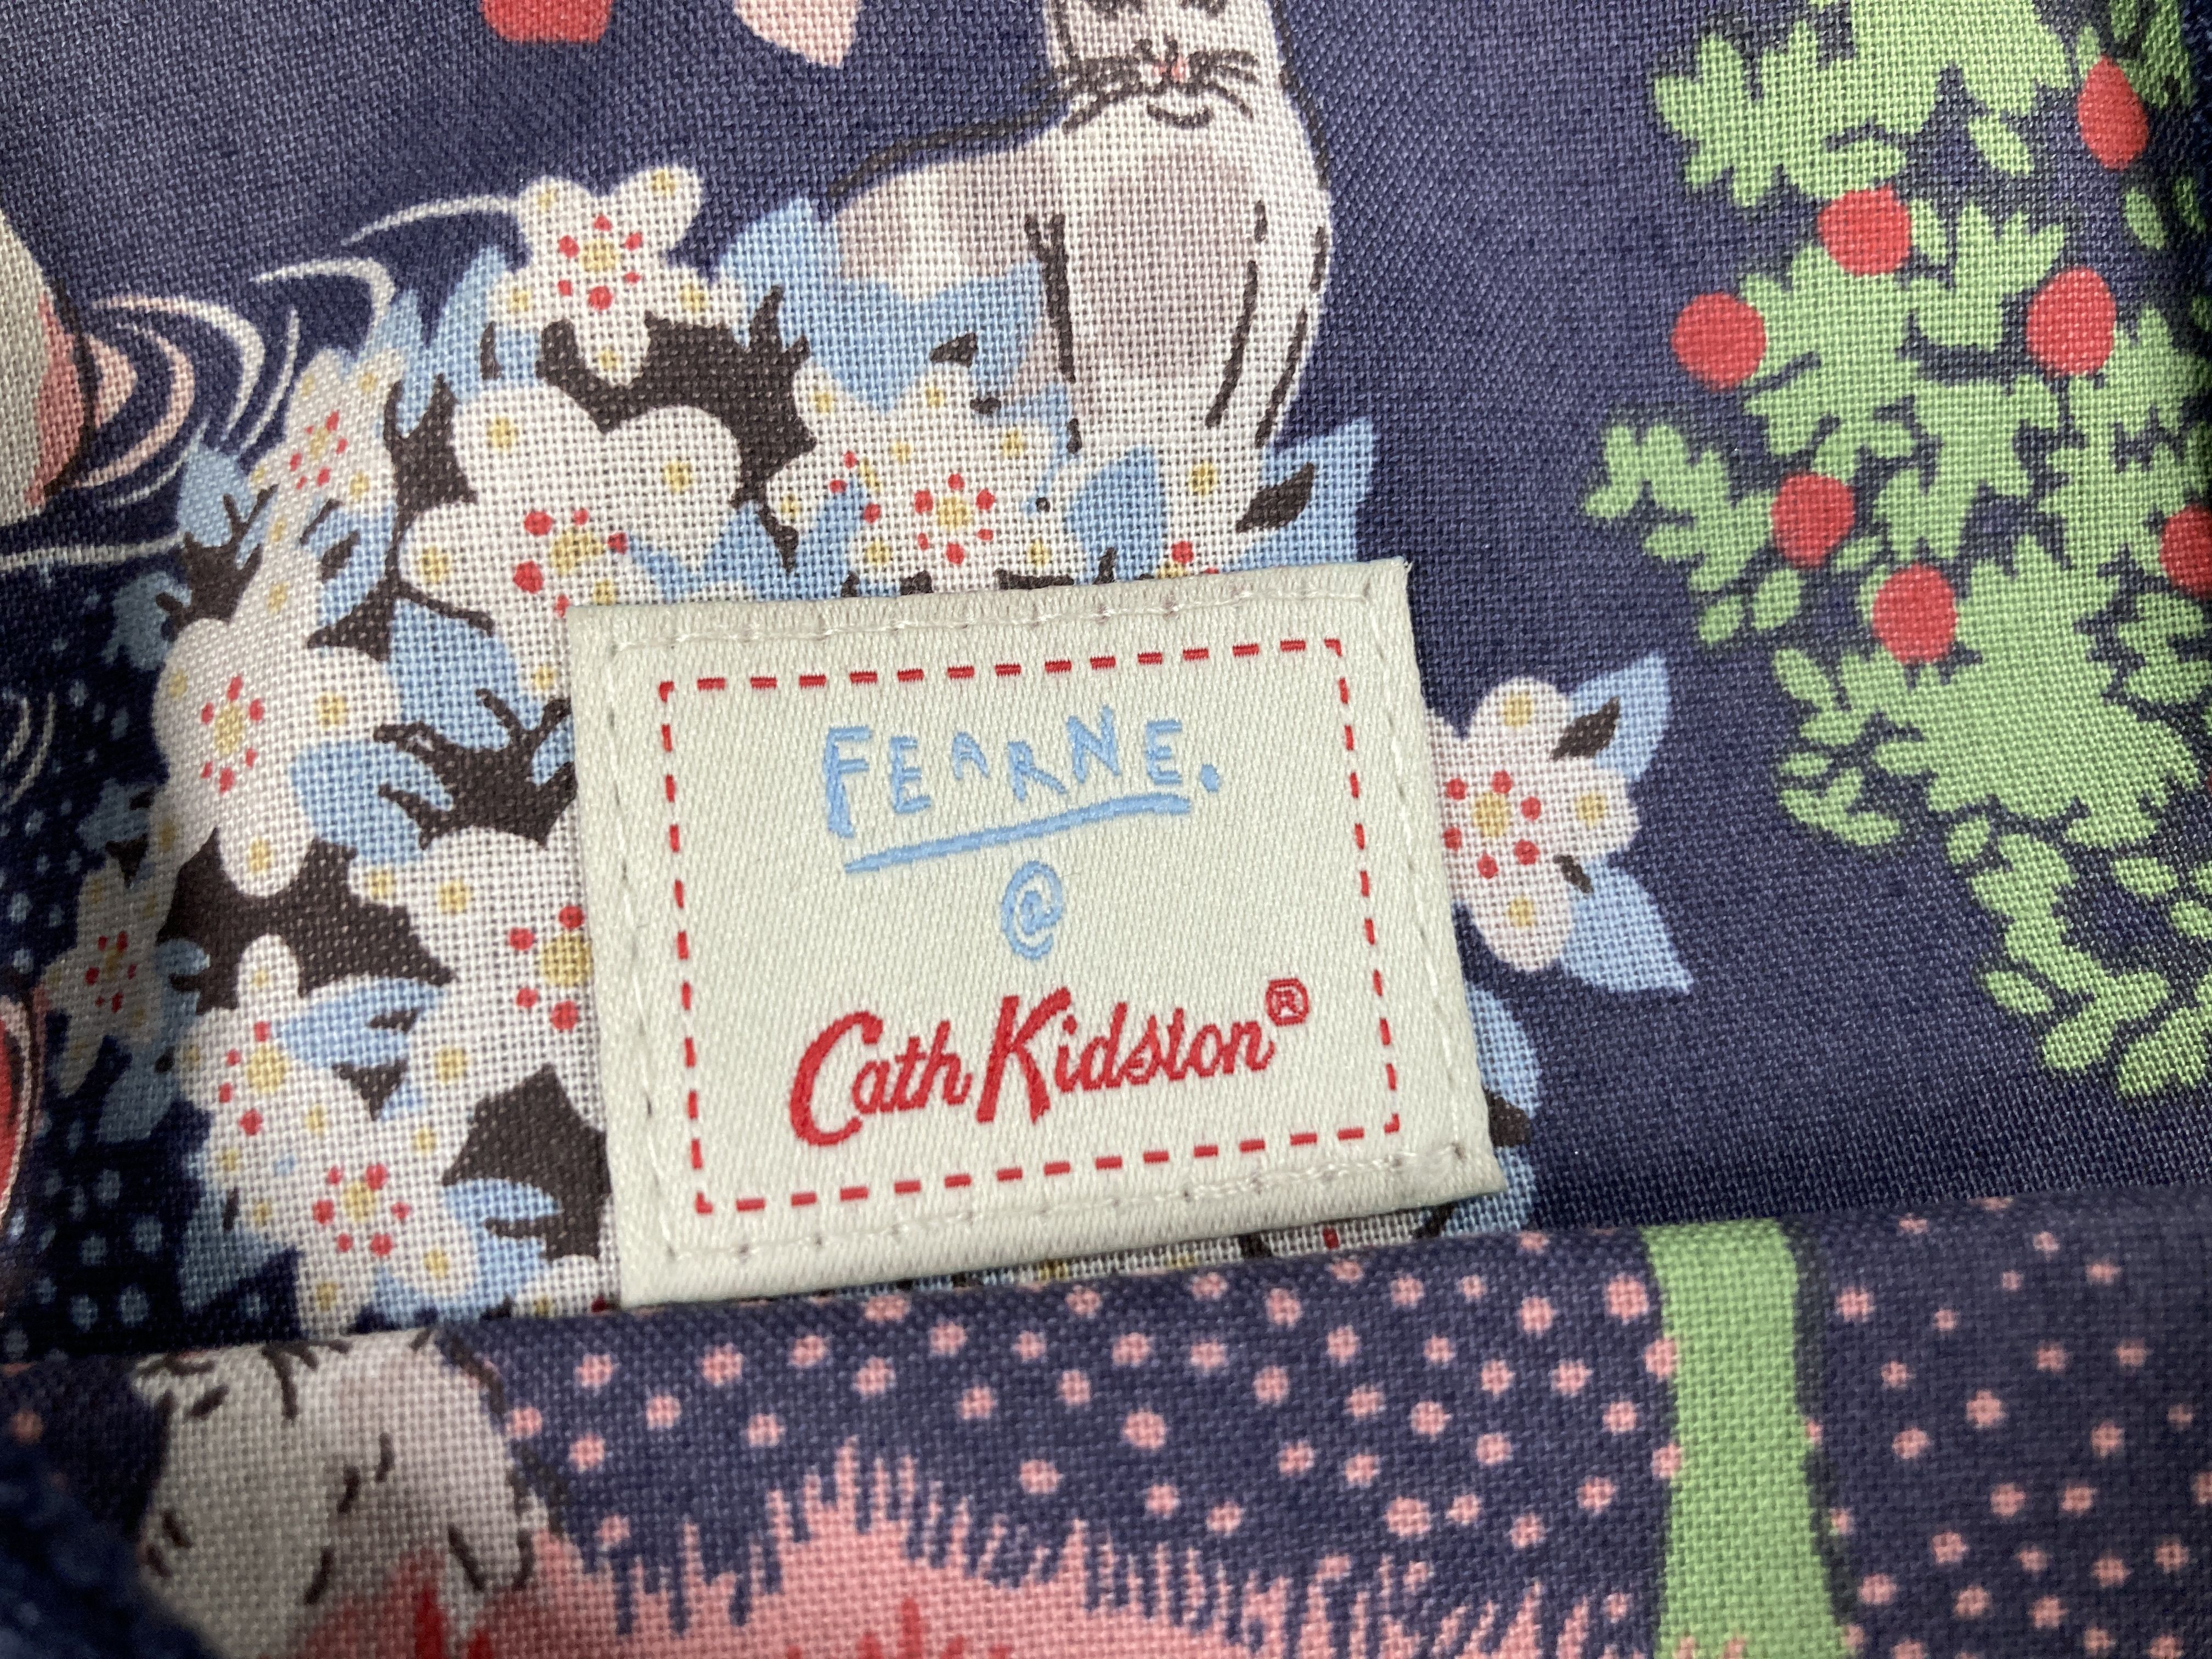 FEARNE.
@
Cath Kidston®